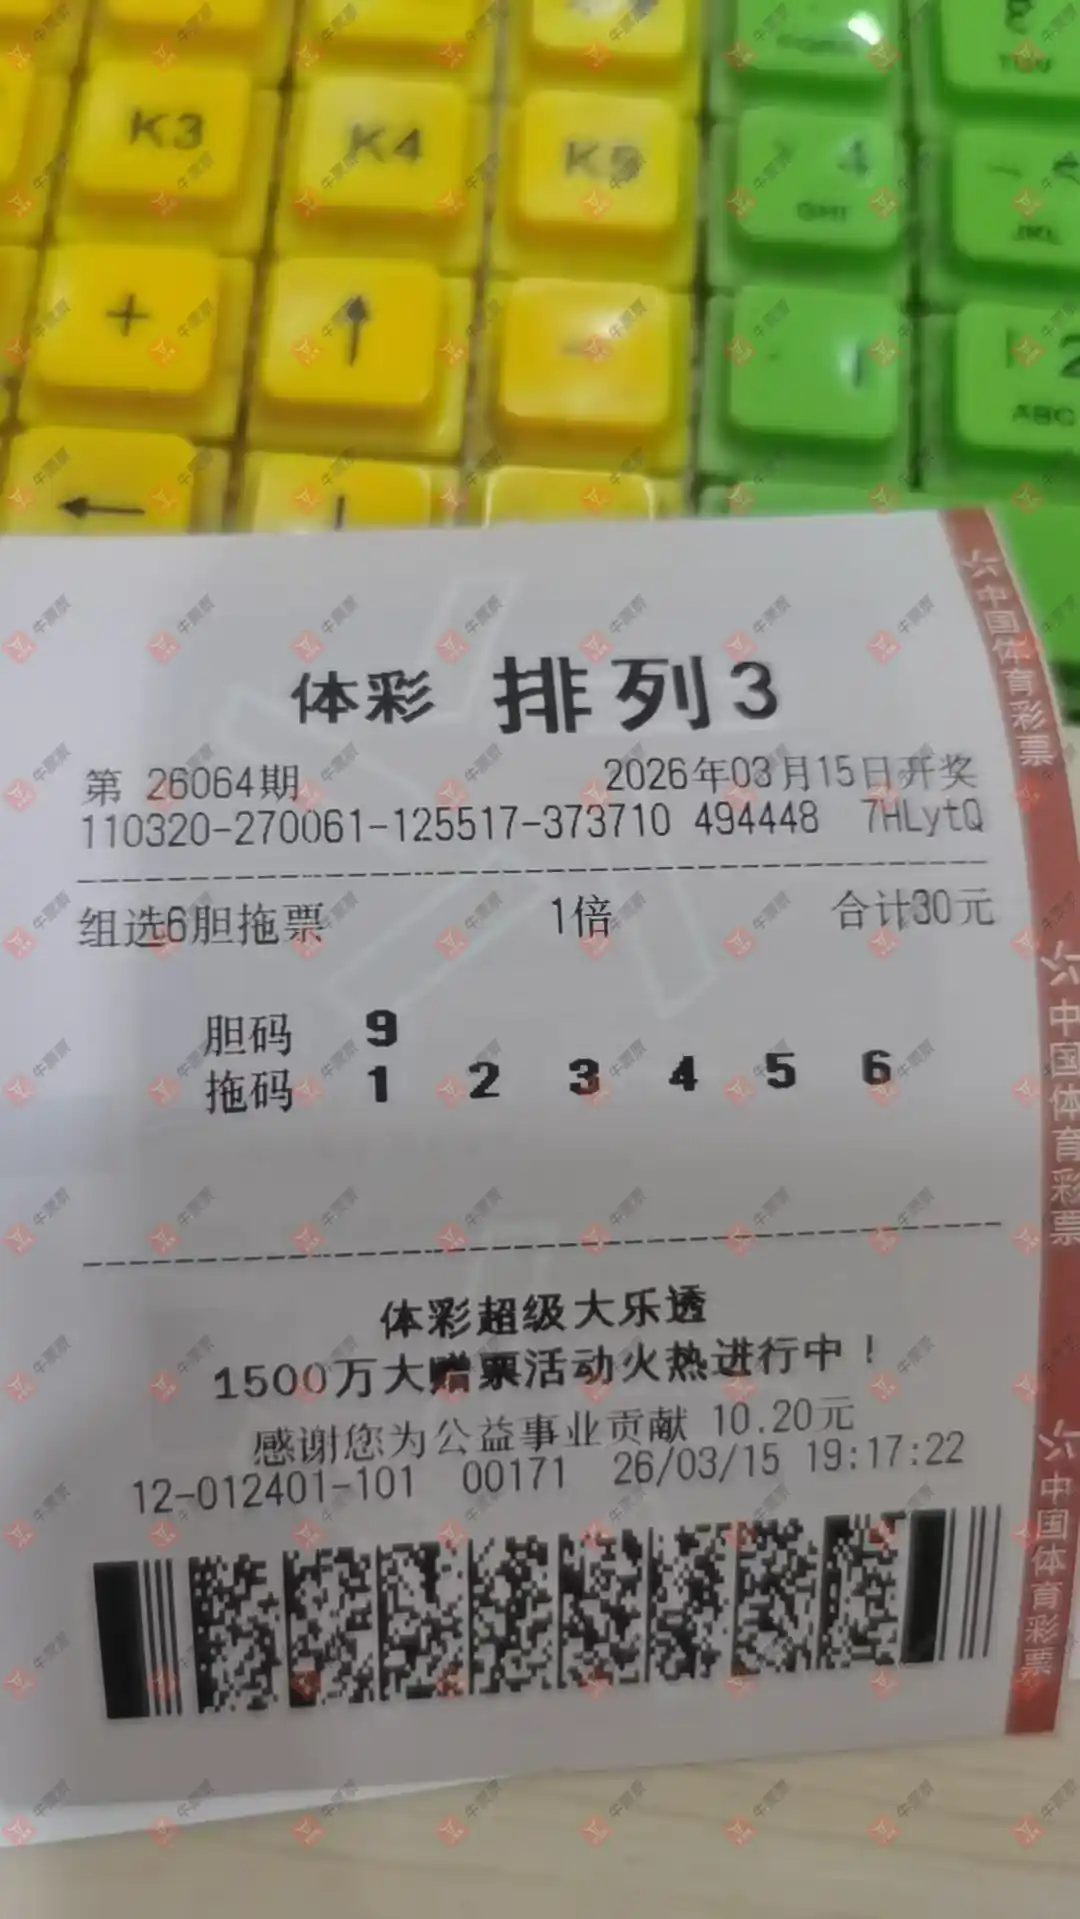 K3 K4 K5 4
GHI JKL
+ ↑ - 1 2
ABC
←
体彩 排列3
第 26064期 2026年03月15日开奖
110320-270061-125517-373710 494448 7HLytQ
组选6胆拖票 1倍 合计30元
胆码 9
拖码 1 2 3 4 5 6
体彩超级大乐透
1500万大赠票活动火热进行中！
感谢您为公益事业贡献 10.20元
12-012401-101 00171 26/03/15 19:17:22
中国体育彩票
中国体育彩票
中国体育彩票